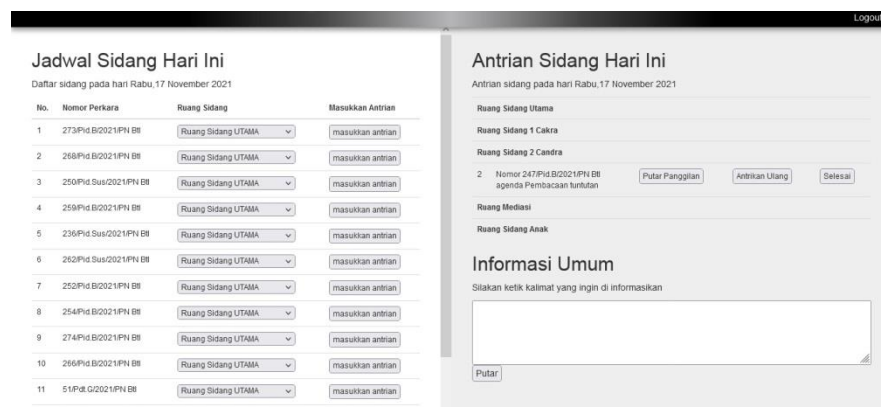 Logout
Jadwal Sidang Hari Ini
Daftar sidang pada hari Rabu,17 November 2021
No. Nomor Perkara Ruang Sidang Masukkan Antrian
1 273/Pid.B/2021/PN Btl Ruang Sidang UTAMA masukkan antrian
2 268/Pid.B/2021/PN Btl Ruang Sidang UTAMA masukkan antrian
3 250/Pid.Sus/2021/PN Btl Ruang Sidang UTAMA masukkan antrian
4 259/Pid.B/2021/PN Btl Ruang Sidang UTAMA masukkan antrian
5 236/Pid.Sus/2021/PN Btl Ruang Sidang UTAMA masukkan antrian
6 262/Pid.Sus/2021/PN Btl Ruang Sidang UTAMA masukkan antrian
7 252/Pid.B/2021/PN Btl Ruang Sidang UTAMA masukkan antrian
8 254/Pid.B/2021/PN Btl Ruang Sidang UTAMA masukkan antrian
9 274/Pid.B/2021/PN Btl Ruang Sidang UTAMA masukkan antrian
10 266/Pid.B/2021/PN Btl Ruang Sidang UTAMA masukkan antrian
11 51/Pdt.G/2021/PN Btl Ruang Sidang UTAMA masukkan antrian
Antrian Sidang Hari Ini
Antrian sidang pada hari Rabu,17 November 2021
Ruang Sidang Utama
Ruang Sidang 1 Cakra
Ruang Sidang 2 Candra
2 Nomor 247/Pid.B/2021/PN Btl Putar Panggilan Antrikan Ulang Selesai
agenda Pembacaan tuntutan
Ruang Mediasi
Ruang Sidang Anak
Informasi Umum
Silakan ketik kalimat yang ingin di informasikan
Putar